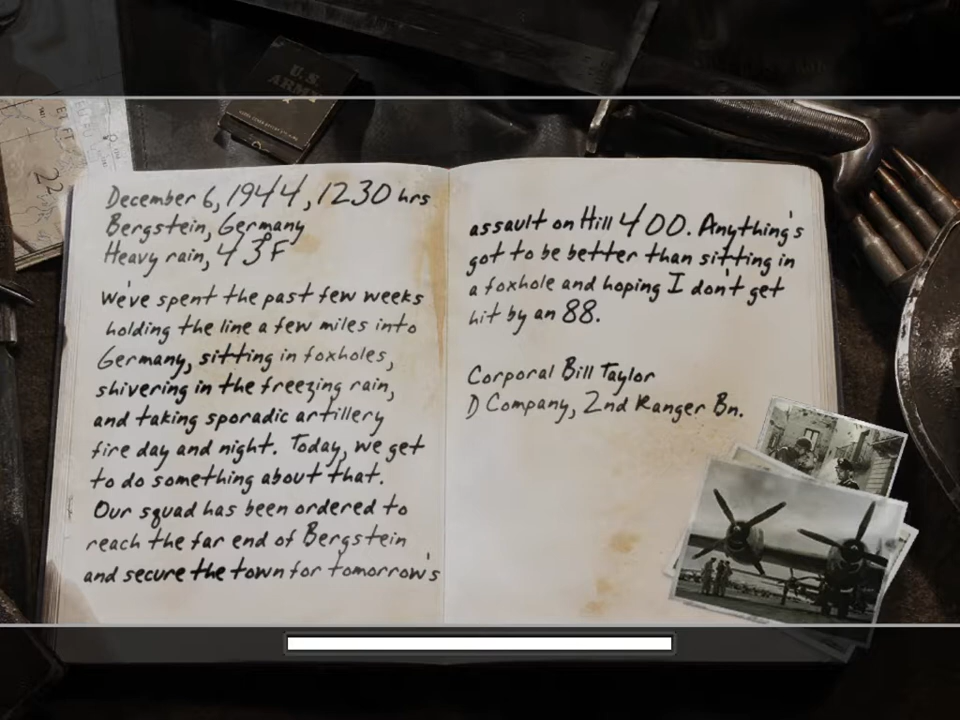 U.S.
ARMY
22
December 6, 1944, 1230 hrs
Bergstein, Germany
Heavy rain, 43°F
We've spent the past few weeks
holding the line a few miles into
Germany, sitting in foxholes,
shivering in the freezing rain,
and taking sporadic artillery
fire day and night. Today, we get
to do something about that.
Our squad has been ordered to
reach the far end of Bergstein
and secure the town for tomorrow's
assault on Hill 400. Anything's
got to be better than sitting in
a foxhole and hoping I don't get
hit by an 88.
Corporal Bill Taylor
D Company, 2nd Ranger Bn.